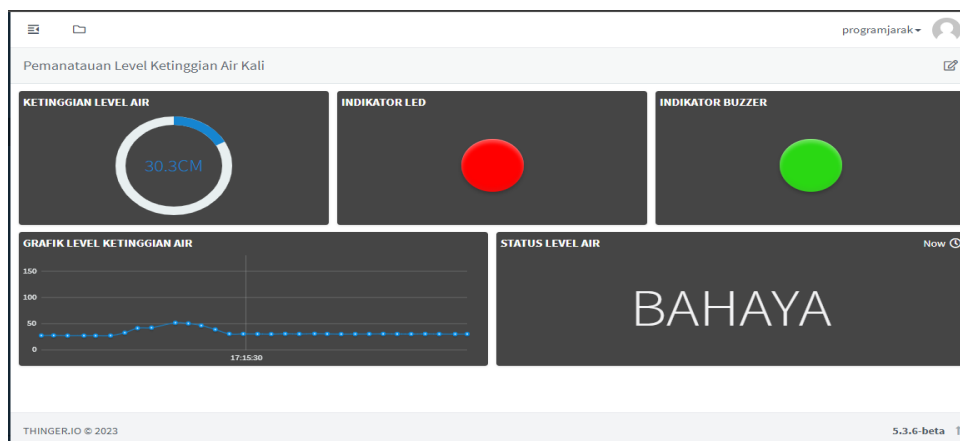 programjarak
Pemanatauan Level Ketinggian Air Kali
KETINGGIAN LEVEL AIR
30.3CM
INDIKATOR LED
INDIKATOR BUZZER
GRAFIK LEVEL KETINGGIAN AIR
150
100
50
0
17:15:30
STATUS LEVEL AIR
Now
BAHAYA
THINGER.IO © 2023
5.3.6-beta